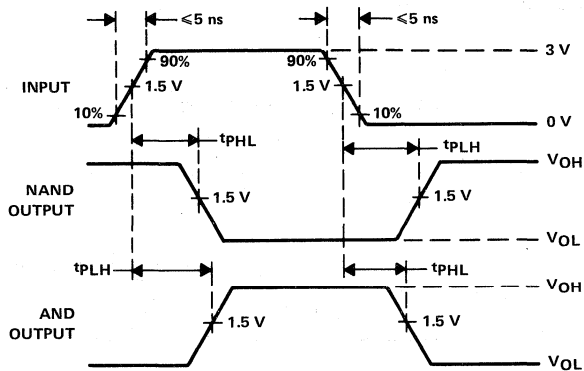 ≤5 ns ≤5 ns
3 V
90% 90%
INPUT 1.5 V 1.5 V
10% 10%
0 V
tPHL tPLH
VOH
NAND
OUTPUT
1.5 V 1.5 V
VOL
tPLH tPHL
VOH
AND
OUTPUT
1.5 V 1.5 V
VOL